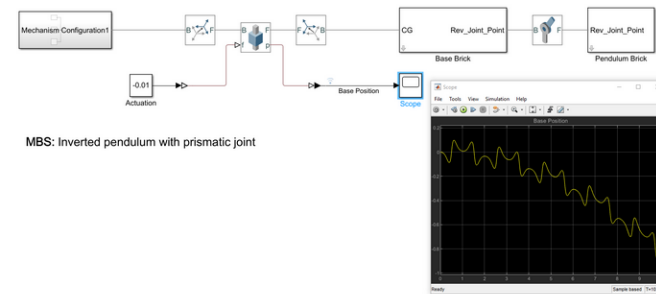 Mechanism Configuration1
B F
B F
f p
F B
CG Rev_Joint_Point
Base Brick
B F
Rev_Joint_Point
Pendulum Brick
-0.01
Actuation
Base Position
Scope
MBS: Inverted pendulum with prismatic joint
Scope
File Tools View Simulation Help
Base Position
Ready
Sample based